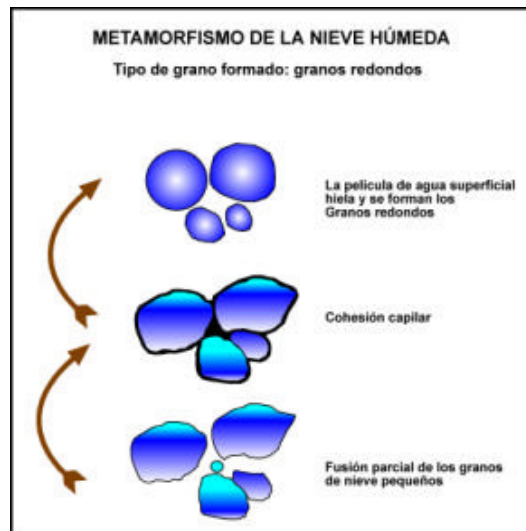 METAMORFISMO DE LA NIEVE HÚMEDA
Tipo de grano formado: granos redondos
La película de agua superficial
hiela y se forman los
Granos redondos
Cohesión capilar
Fusión parcial de los granos
de nieve pequeños